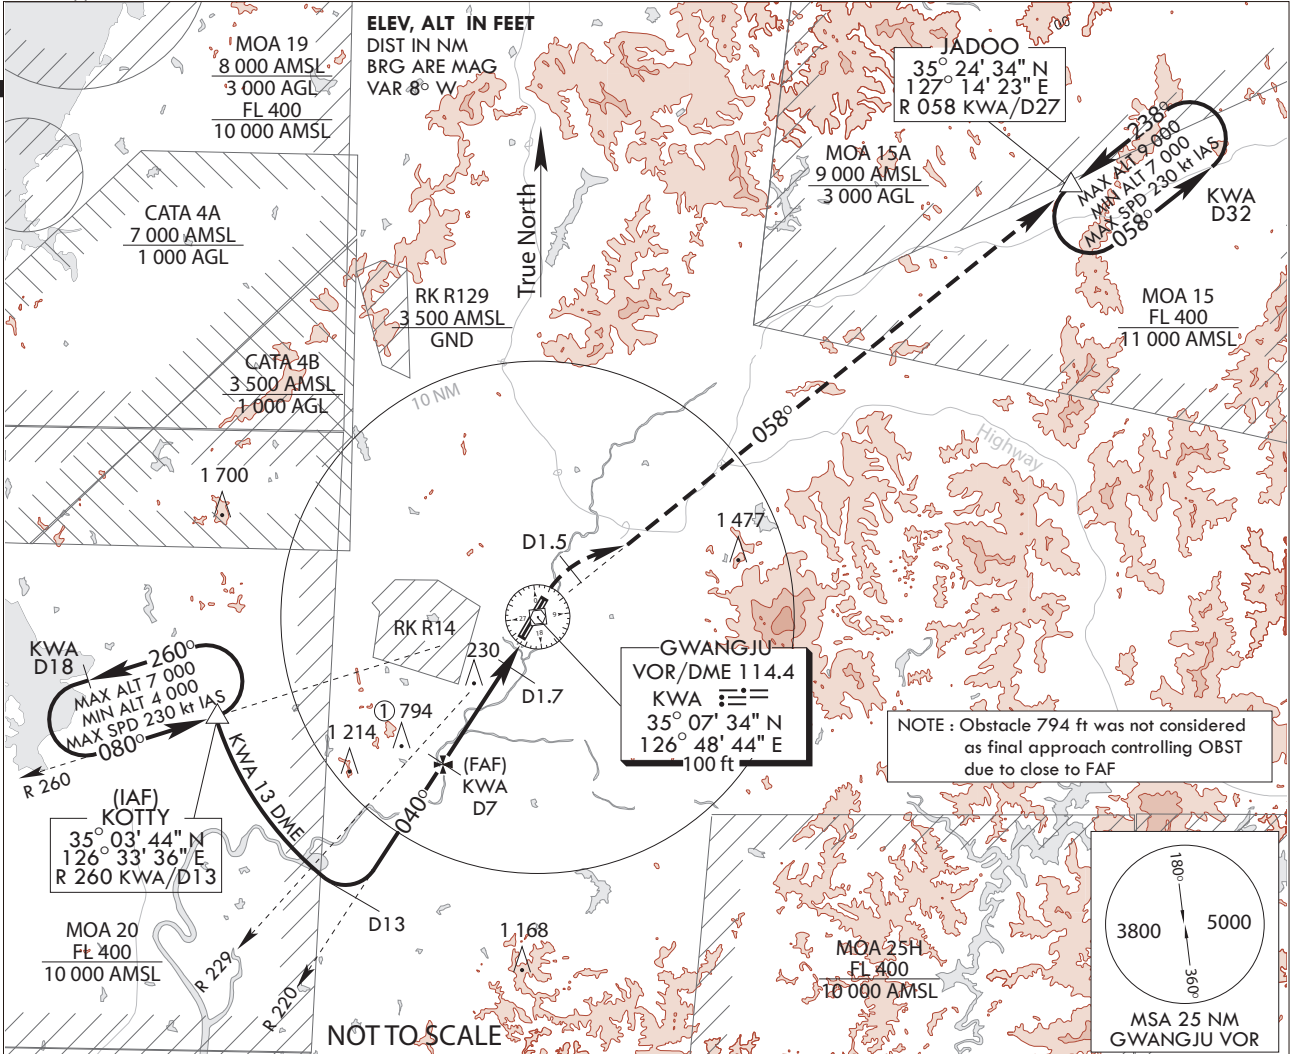 ELEV, ALT IN FEET
DIST IN NM
BRG ARE MAG
VAR 8° W
MOA 19
8 000 AMSL
3 000 AGL
FL 400
10 000 AMSL
JADOO
35° 24' 34" N
127° 14' 23" E
R 058 KWA/D27
238°
MAX ALT 9 000
MIN ALT 7 000
MAX SPD 230 kt IAS
058°
KWA
D32
MOA 15A
9 000 AMSL
3 000 AGL
CATA 4A
7 000 AMSL
1 000 AGL
True North
RK R129
3 500 AMSL
GND
MOA 15
FL 400
11 000 AMSL
CATA 4B
3 500 AMSL
1 000 AGL
10 NM
058°
Highway
1 700
1 477
D1.5
0
9
18
27
RK R14
230
D1.7
GWANGJU
VOR/DME 114.4
KWA
35° 07' 34" N
126° 48' 44" E
100 ft
KWA
D18
260°
MAX ALT 7 000
MIN ALT 4 000
MAX SPD 230 kt IAS
080°
R 260
1 794
1 214
(FAF)
KWA
D7
040°
KWA 13 DME
NOTE : Obstacle 794 ft was not considered
as final approach controlling OBST
due to close to FAF
(IAF)
KOTTY
35° 03' 44" N
126° 33' 36" E
R 260 KWA/D13
D13
MOA 20
FL 400
10 000 AMSL
R 229
R 220
1 168
MOA 25H
FL 400
10 000 AMSL
180°
3800
5000
360°
MSA 25 NM
GWANGJU VOR
NOT TO SCALE